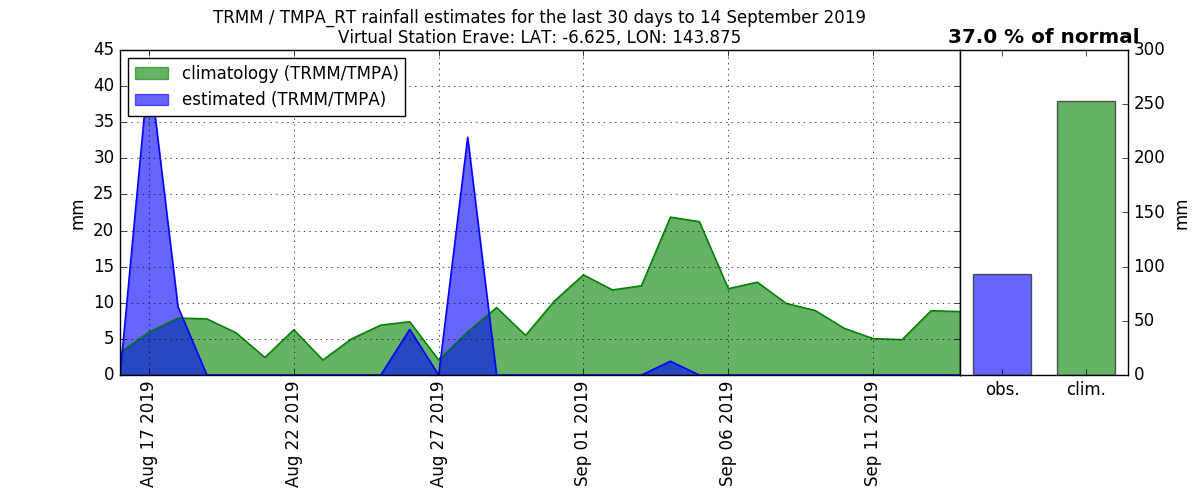 TRMM / TMPA_RT rainfall estimates for the last 30 days to 14 September 2019
Virtual Station Erave: LAT: -6.625, LON: 143.875
37.0 % of normal
climatology (TRMM/TMPA)
estimated (TRMM/TMPA)
45
40
35
30
25
20
15
10
5
0
mm
Aug 17 2019
Aug 22 2019
Aug 27 2019
Sep 01 2019
Sep 06 2019
Sep 11 2019
300
250
200
150
100
50
0
mm
obs.
clim.